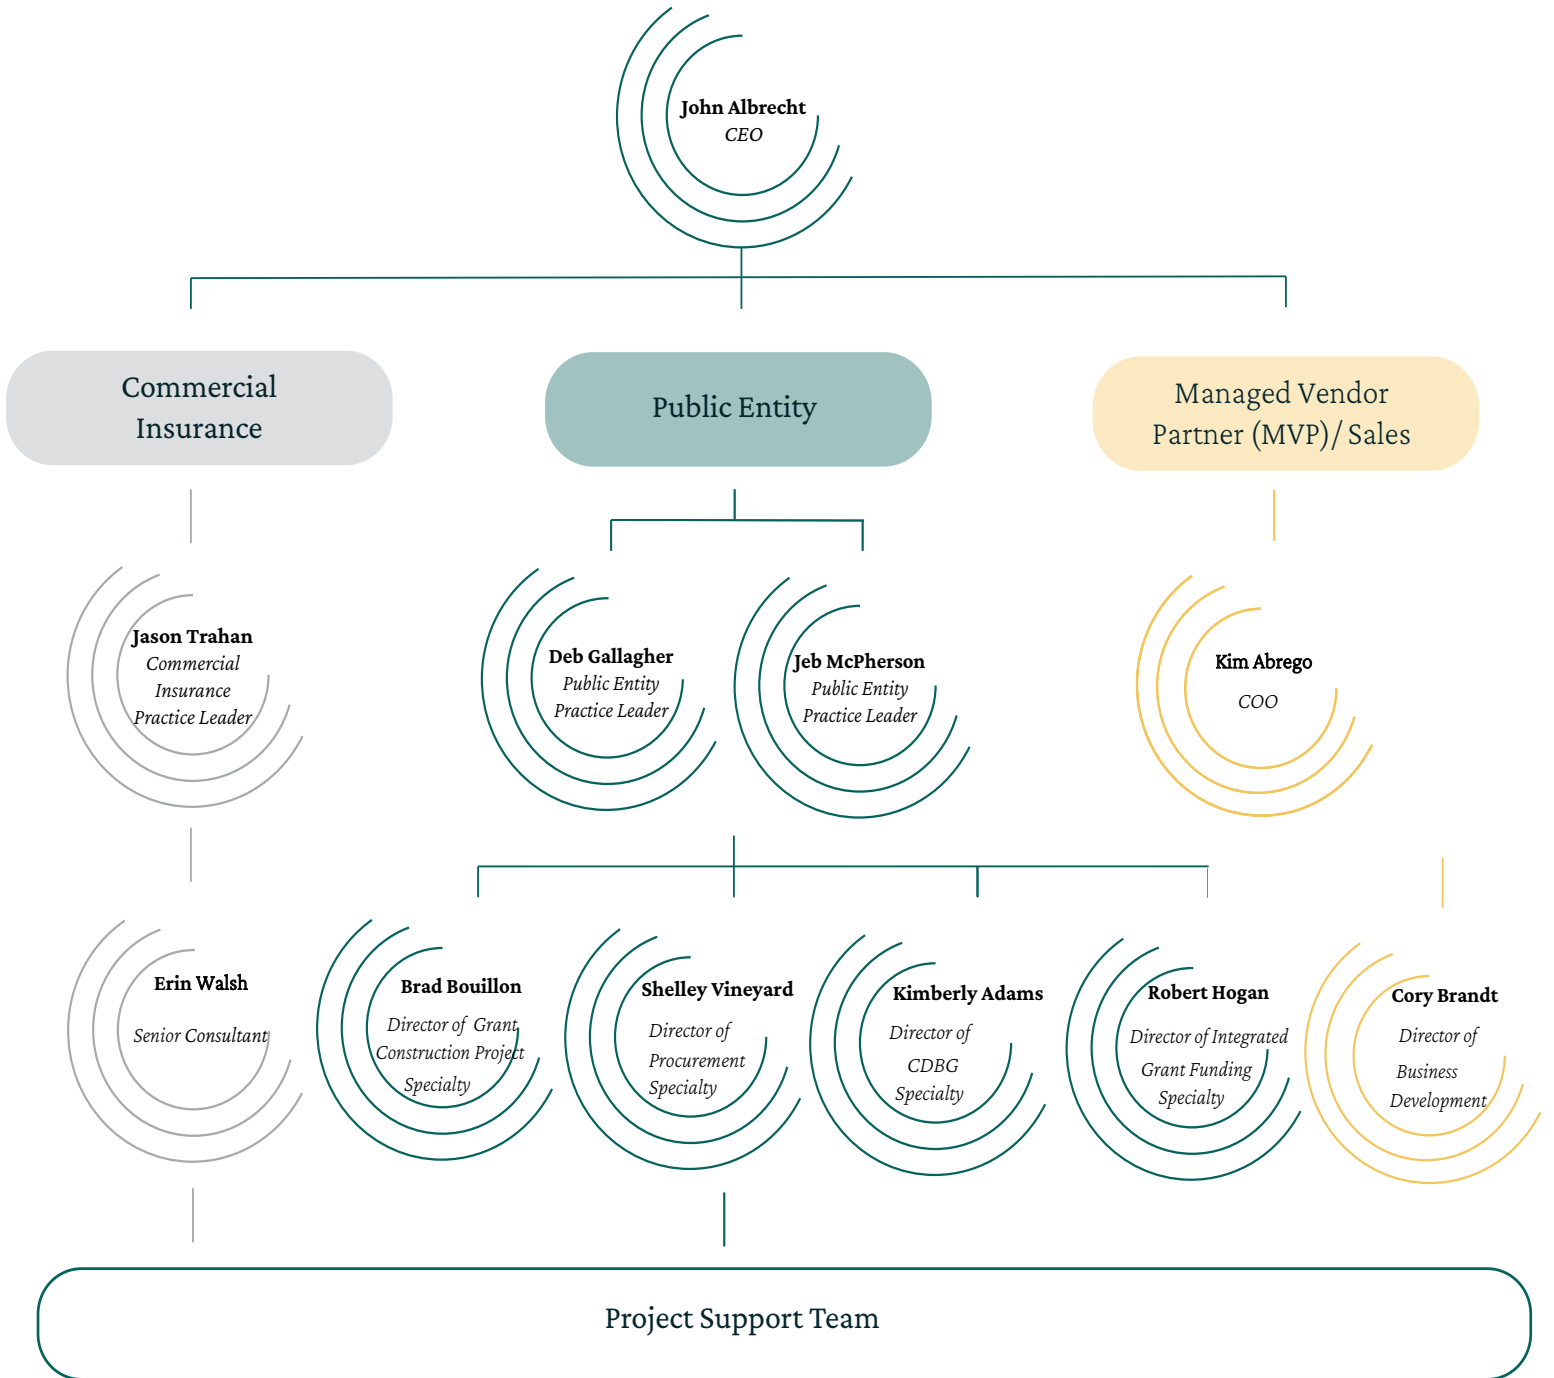 John Albrecht
CEO
Commercial
Insurance
Public Entity
Managed Vendor
Partner (MVP)/ Sales
Jason Trahan
Commercial
Insurance
Practice Leader
Deb Gallagher
Public Entity
Practice Leader
Jeb McPherson
Public Entity
Practice Leader
Kim Abrego
COO
Erin Walsh
Senior Consultant
Brad Bouillon
Director of Grant
Construction Project
Specialty
Shelley Vineyard
Director of
Procurement
Specialty
Kimberly Adams
Director of
CDBG
Specialty
Robert Hogan
Director of Integrated
Grant Funding
Specialty
Cory Brandt
Director of
Business
Development
Project Support Team